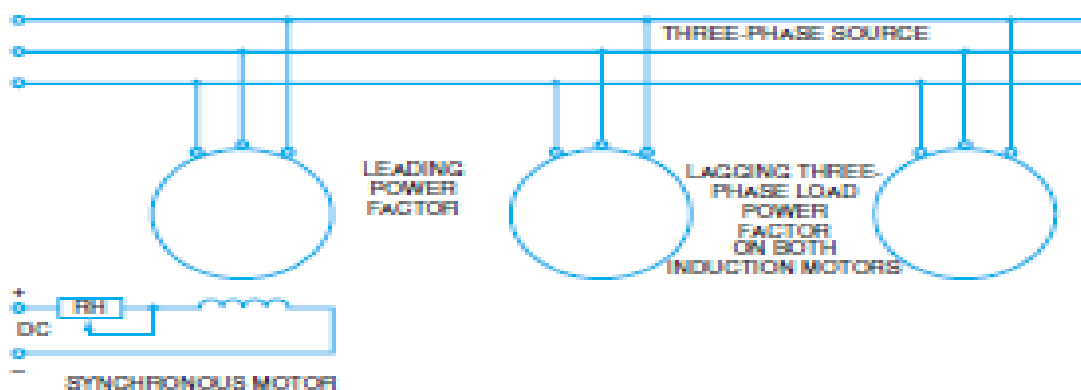 THREE-PHASE SOURCE
LEADING
POWER
FACTOR
LAGGING THREE-
PHASE LOAD
POWER
FACTOR
ON BOTH
INDUCTION MOTORS
+
RH
DC
–
SYNCHRONOUS MOTOR